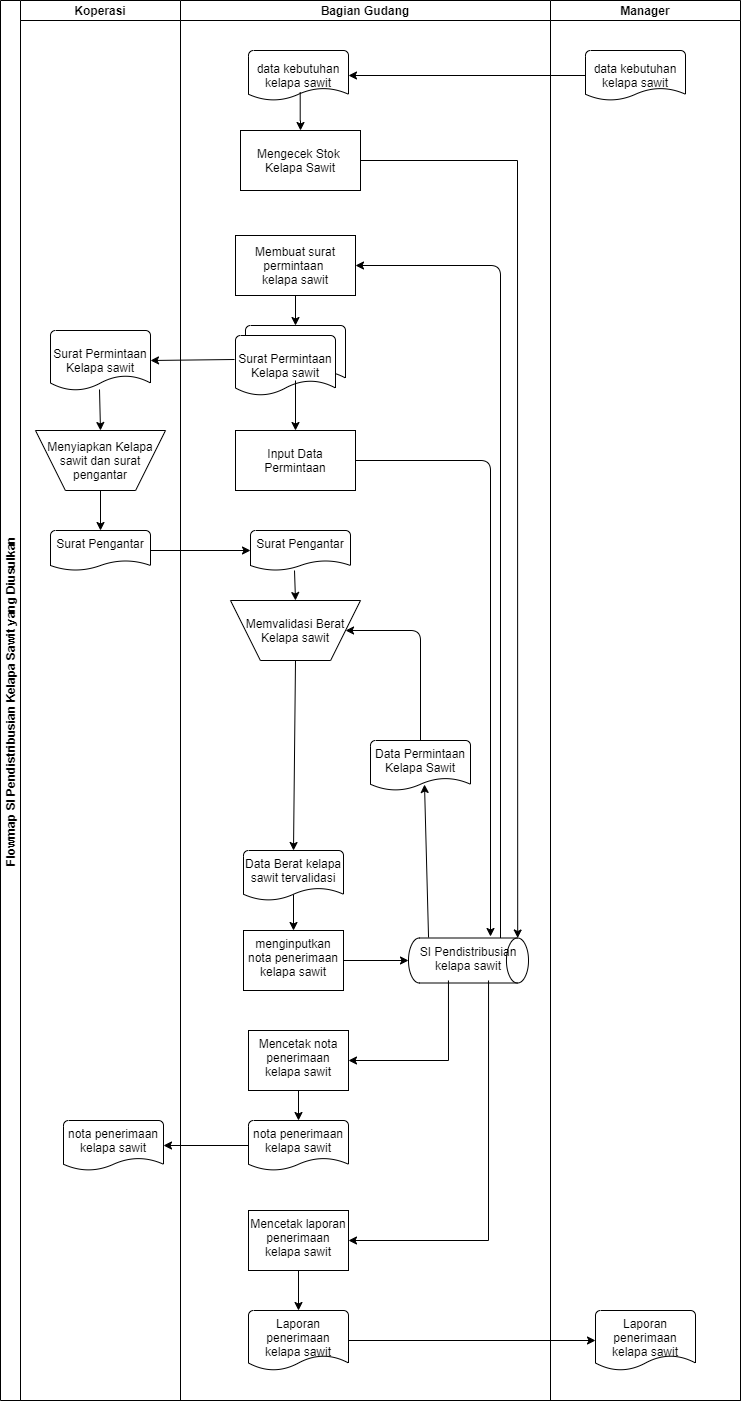 Flowmap SI Pendistribusian Kelapa Sawit yang Diusulkan
Koperasi
Bagian Gudang
Manager
data kebutuhan
kelapa sawit
data kebutuhan
kelapa sawit
Mengecek Stok
Kelapa Sawit
Membuat surat
permintaan
kelapa sawit
Surat Permintaan
Kelapa sawit
Surat Permintaan
Kelapa sawit
Menyiapkan Kelapa
sawit dan surat
pengantar
Input Data
Permintaan
Surat Pengantar
Surat Pengantar
Memvalidasi Berat
Kelapa sawit
Data Permintaan
Kelapa Sawit
Data Berat kelapa
sawit tervalidasi
menginputkan
nota penerimaan
kelapa sawit
SI Pendistribusian
kelapa sawit
Mencetak nota
penerimaan
kelapa sawit
nota penerimaan
kelapa sawit
nota penerimaan
kelapa sawit
Mencetak laporan
penerimaan
kelapa sawit
Laporan
penerimaan
kelapa sawit
Laporan
penerimaan
kelapa sawit